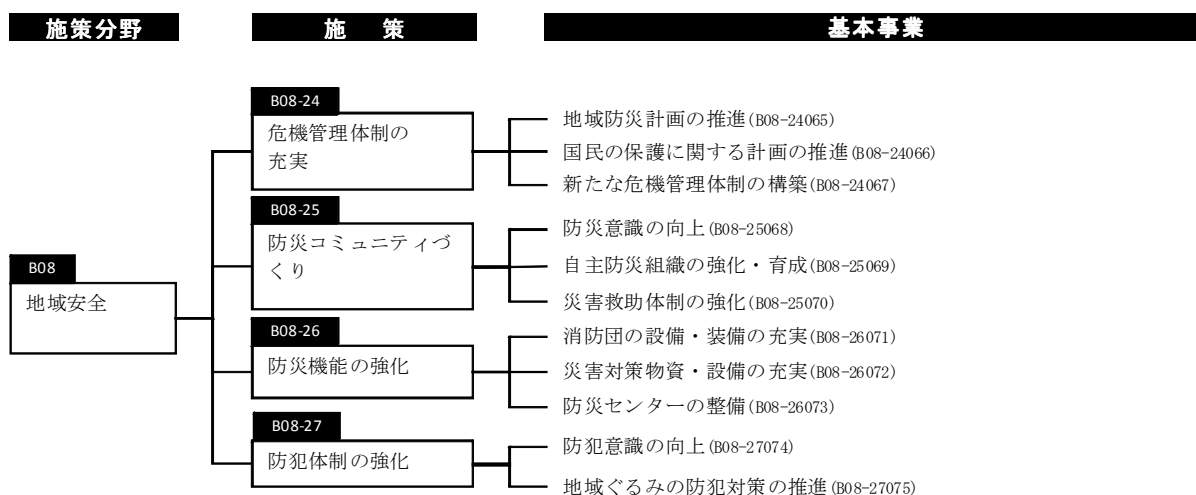 施策分野
施 策
基本事業
B08
地域安全
B08-24
危機管理体制の
充実
地域防災計画の推進(B08-24065)
国民の保護に関する計画の推進(B08-24066)
新たな危機管理体制の構築(B08-24067)
B08-25
防災コミュニティづ
くり
防災意識の向上(B08-25068)
自主防災組織の強化・育成(B08-25069)
災害救助体制の強化(B08-25070)
B08-26
防災機能の強化
消防団の設備・装備の充実(B08-26071)
災害対策物資・設備の充実(B08-26072)
防災センターの整備(B08-26073)
B08-27
防犯体制の強化
防犯意識の向上(B08-27074)
地域ぐるみの防犯対策の推進(B08-27075)